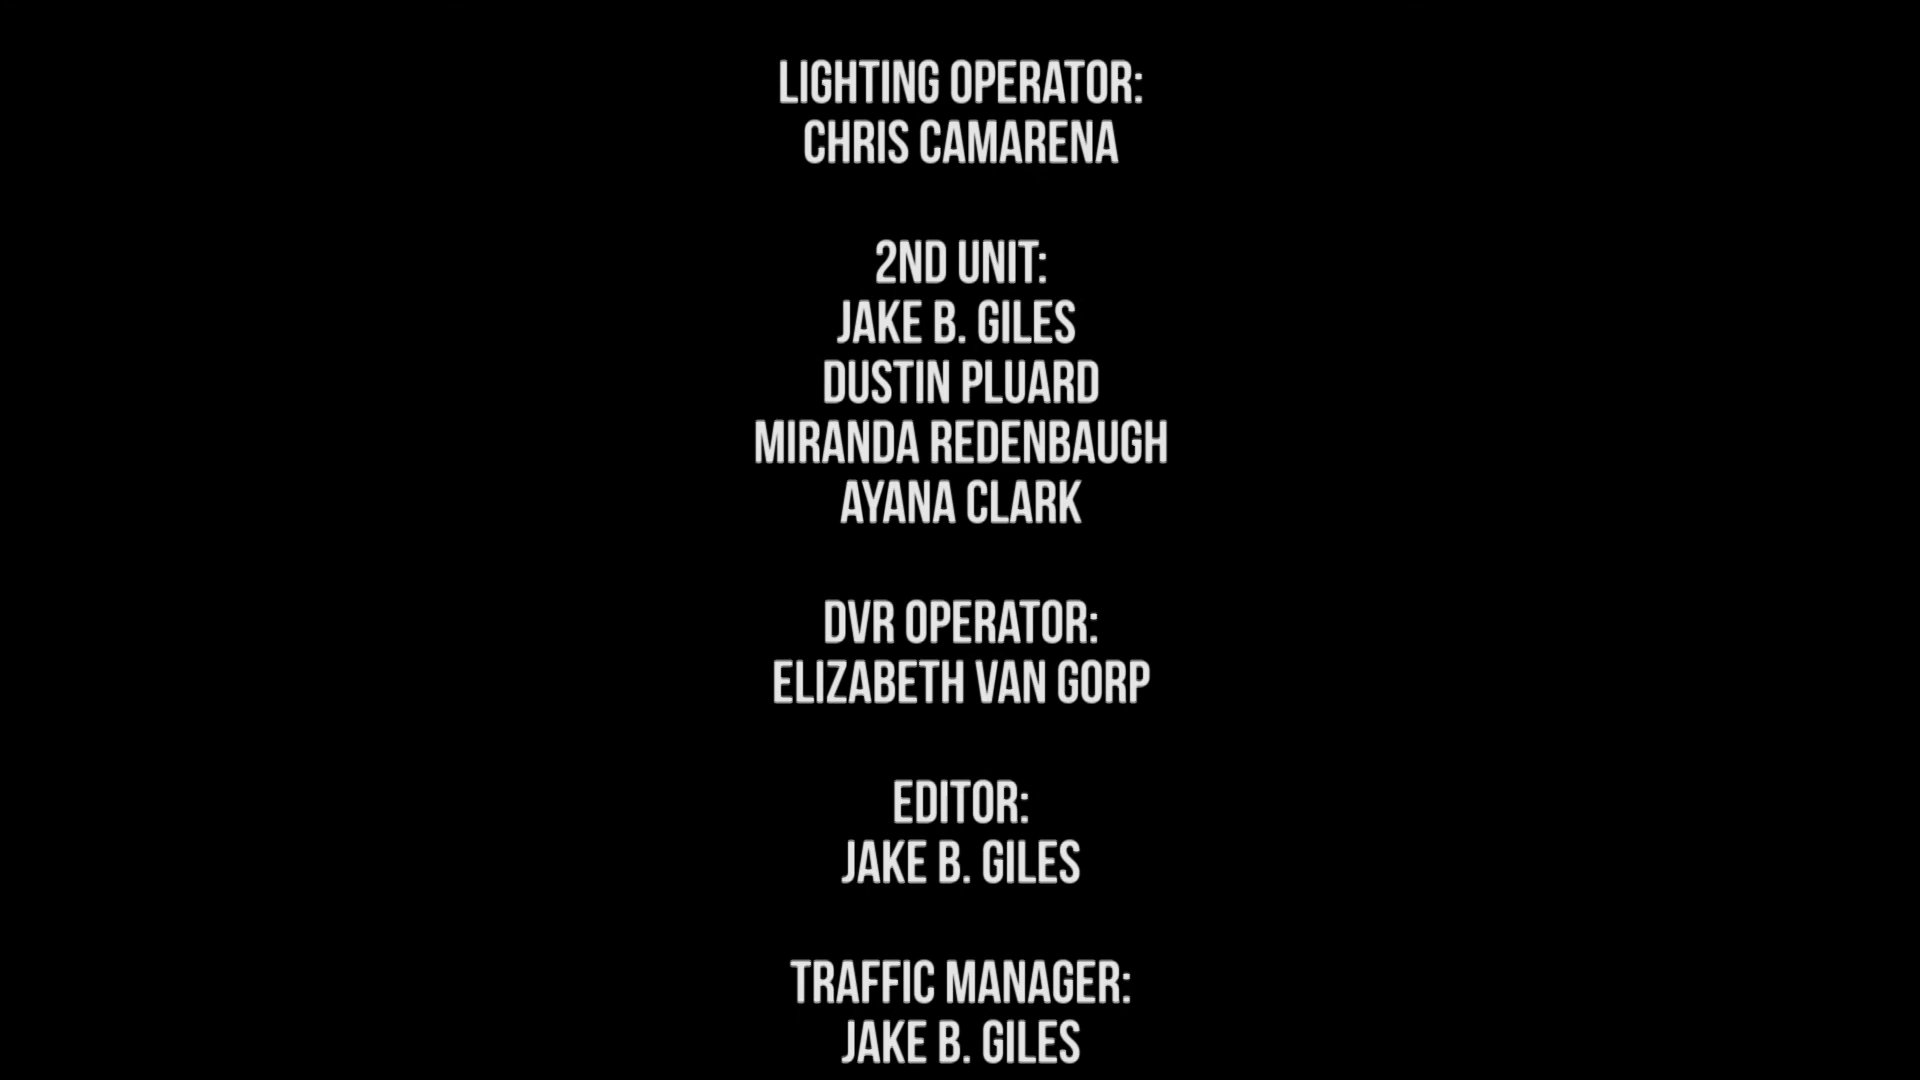 LIGHTING OPERATOR:
CHRIS CAMARENA
2ND UNIT:
JAKE B. GILES
DUSTIN PLUARD
MIRANDA REDENBAUGH
AYANA CLARK
DVR OPERATOR:
ELIZABETH VAN GORP
EDITOR:
JAKE B. GILES
TRAFFIC MANAGER:
JAKE B. GILES